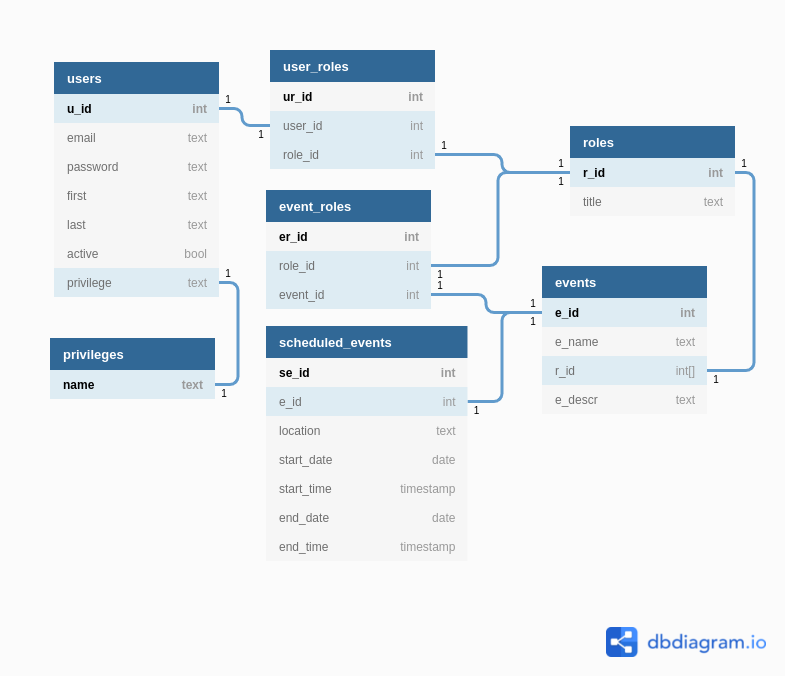 users
u_id int
email text
password text
first text
last text
active bool
privilege text
1
1
privileges
name text
1
1
user_roles
ur_id int
user_id int
role_id int
1
event_roles
er_id int
role_id int
event_id int
1
1
scheduled_events
se_id int
e_id int
location text
start_date date
start_time timestamp
end_date date
end_time timestamp
1
roles
r_id int
title text
1
1
1
events
e_id int
e_name text
r_id int[]
e_descr text
1
1
1
dbdiagram.io